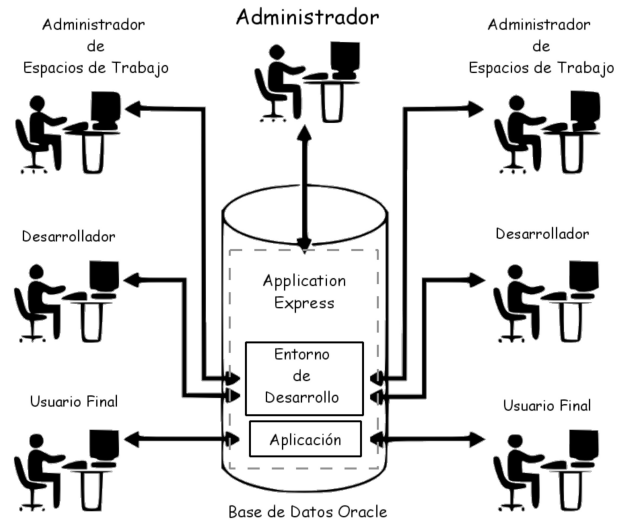 Administrador
Administrador
de
Espacios de Trabajo
Administrador
de
Espacios de Trabajo
Desarrollador
Desarrollador
Application
Express
Entorno
de
Desarrollo
Usuario Final
Usuario Final
Aplicación
Base de Datos Oracle